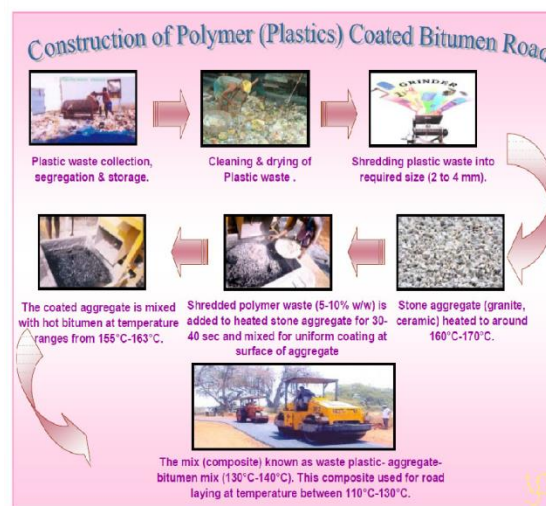 Construction of Polymer (Plastics) Coated Bitumen Road
GRINDER
Plastic waste collection,
segregation & storage.
Cleaning & drying of
Plastic waste .
Shredding plastic waste into
required size (2 to 4 mm).
Stone aggregate (granite,
ceramic) heated to around
160°C-170°C.
Shredded polymer waste (5-10% w/w) is
added to heated stone aggregate for 30-
40 sec and mixed for uniform coating at
surface of aggregate
The coated aggregate is mixed
with hot bitumen at temperature
ranges from 155°C-163°C.
The mix (composite) known as waste plastic- aggregate-
bitumen mix (130°C-140°C). This composite used for road
laying at temperature between 110°C-130°C.